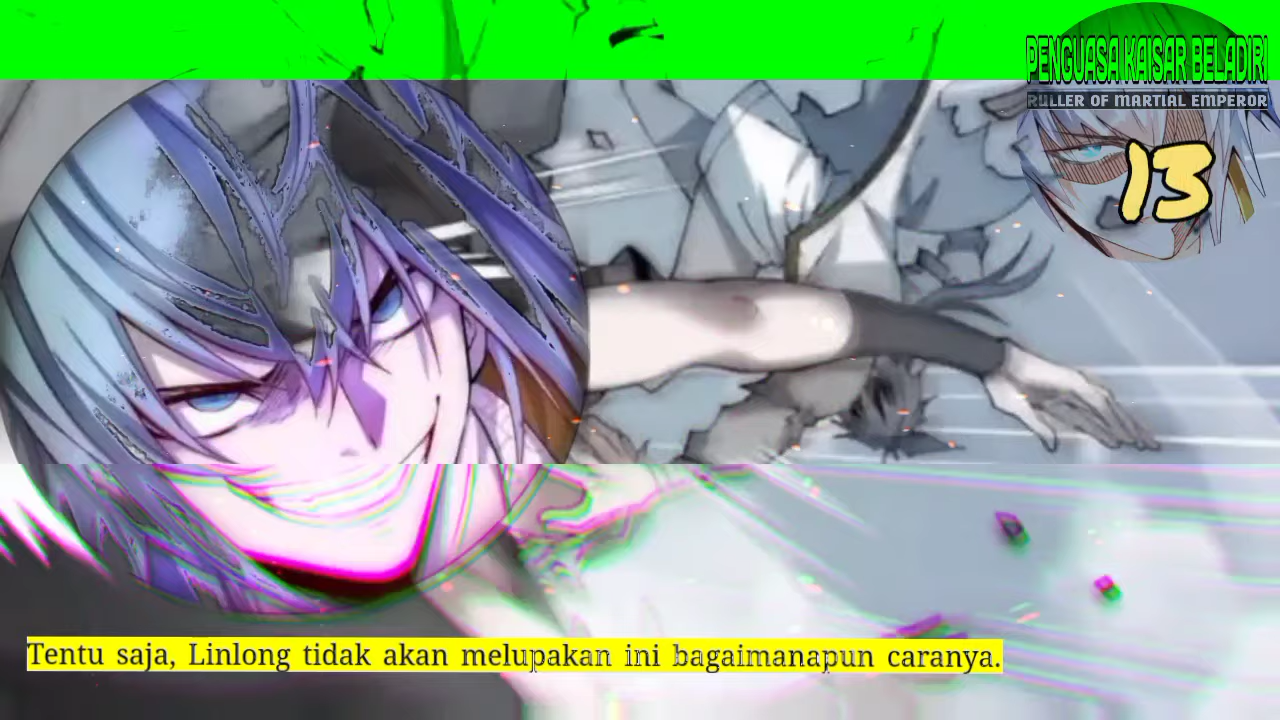 PENGUASA KAISAR BELADIRI
RULLER OF MARTIAL EMPEROR
13
Tentu saja, Linlong tidak akan melupakan ini bagaimanapun caranya.